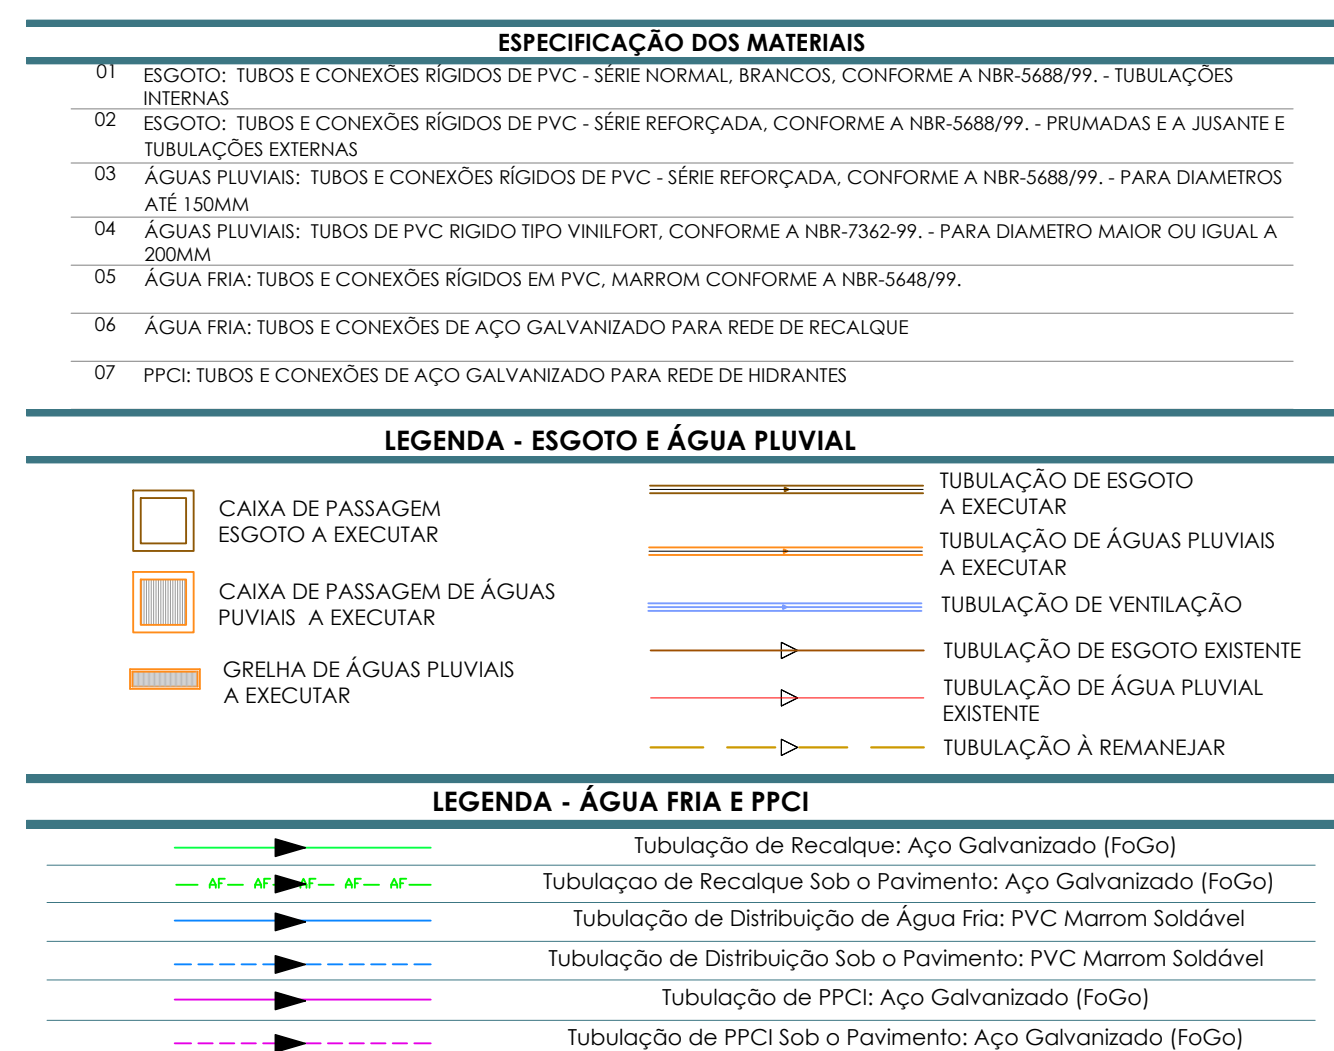 ESPECIFICAÇÃO DOS MATERIAIS
01 ESGOTO: TUBOS E CONEXÕES RÍGIDOS DE PVC - SÉRIE NORMAL, BRANCOS, CONFORME A NBR-5688/99. - TUBULAÇÕES
INTERNAS
02 ESGOTO: TUBOS E CONEXÕES RÍGIDOS DE PVC - SÉRIE REFORÇADA, CONFORME A NBR-5688/99. - PRUMADAS E A JUSANTE E
TUBULAÇÕES EXTERNAS
03 ÁGUAS PLUVIAIS: TUBOS E CONEXÕES RÍGIDOS DE PVC - SÉRIE REFORÇADA, CONFORME A NBR-5688/99. - PARA DIAMETROS
ATÉ 150MM
04 ÁGUAS PLUVIAIS: TUBOS DE PVC RIGIDO TIPO VINILFORT, CONFORME A NBR-7362-99. - PARA DIAMETRO MAIOR OU IGUAL A
200MM
05 ÁGUA FRIA: TUBOS E CONEXÕES RÍGIDOS EM PVC, MARROM CONFORME A NBR-5648/99.
06 ÁGUA FRIA: TUBOS E CONEXÕES DE AÇO GALVANIZADO PARA REDE DE RECALQUE
07 PPCI: TUBOS E CONEXÕES DE AÇO GALVANIZADO PARA REDE DE HIDRANTES
LEGENDA - ESGOTO E ÁGUA PLUVIAL
CAIXA DE PASSAGEM
ESGOTO A EXECUTAR
CAIXA DE PASSAGEM DE ÁGUAS
PUVIAIS A EXECUTAR
GRELHA DE ÁGUAS PLUVIAIS
A EXECUTAR
TUBULAÇÃO DE ESGOTO
A EXECUTAR
TUBULAÇÃO DE ÁGUAS PLUVIAIS
A EXECUTAR
TUBULAÇÃO DE VENTILAÇÃO
TUBULAÇÃO DE ESGOTO EXISTENTE
TUBULAÇÃO DE ÁGUA PLUVIAL
EXISTENTE
TUBULAÇÃO À REMANEJAR
LEGENDA - ÁGUA FRIA E PPCI
Tubulação de Recalque: Aço Galvanizado (FoGo)
AF AF AF AF AF Tubulaçao de Recalque Sob o Pavimento: Aço Galvanizado (FoGo)
Tubulação de Distribuição de Água Fria: PVC Marrom Soldável
Tubulação de Distribuição Sob o Pavimento: PVC Marrom Soldável
Tubulação de PPCI: Aço Galvanizado (FoGo)
Tubulação de PPCI Sob o Pavimento: Aço Galvanizado (FoGo)